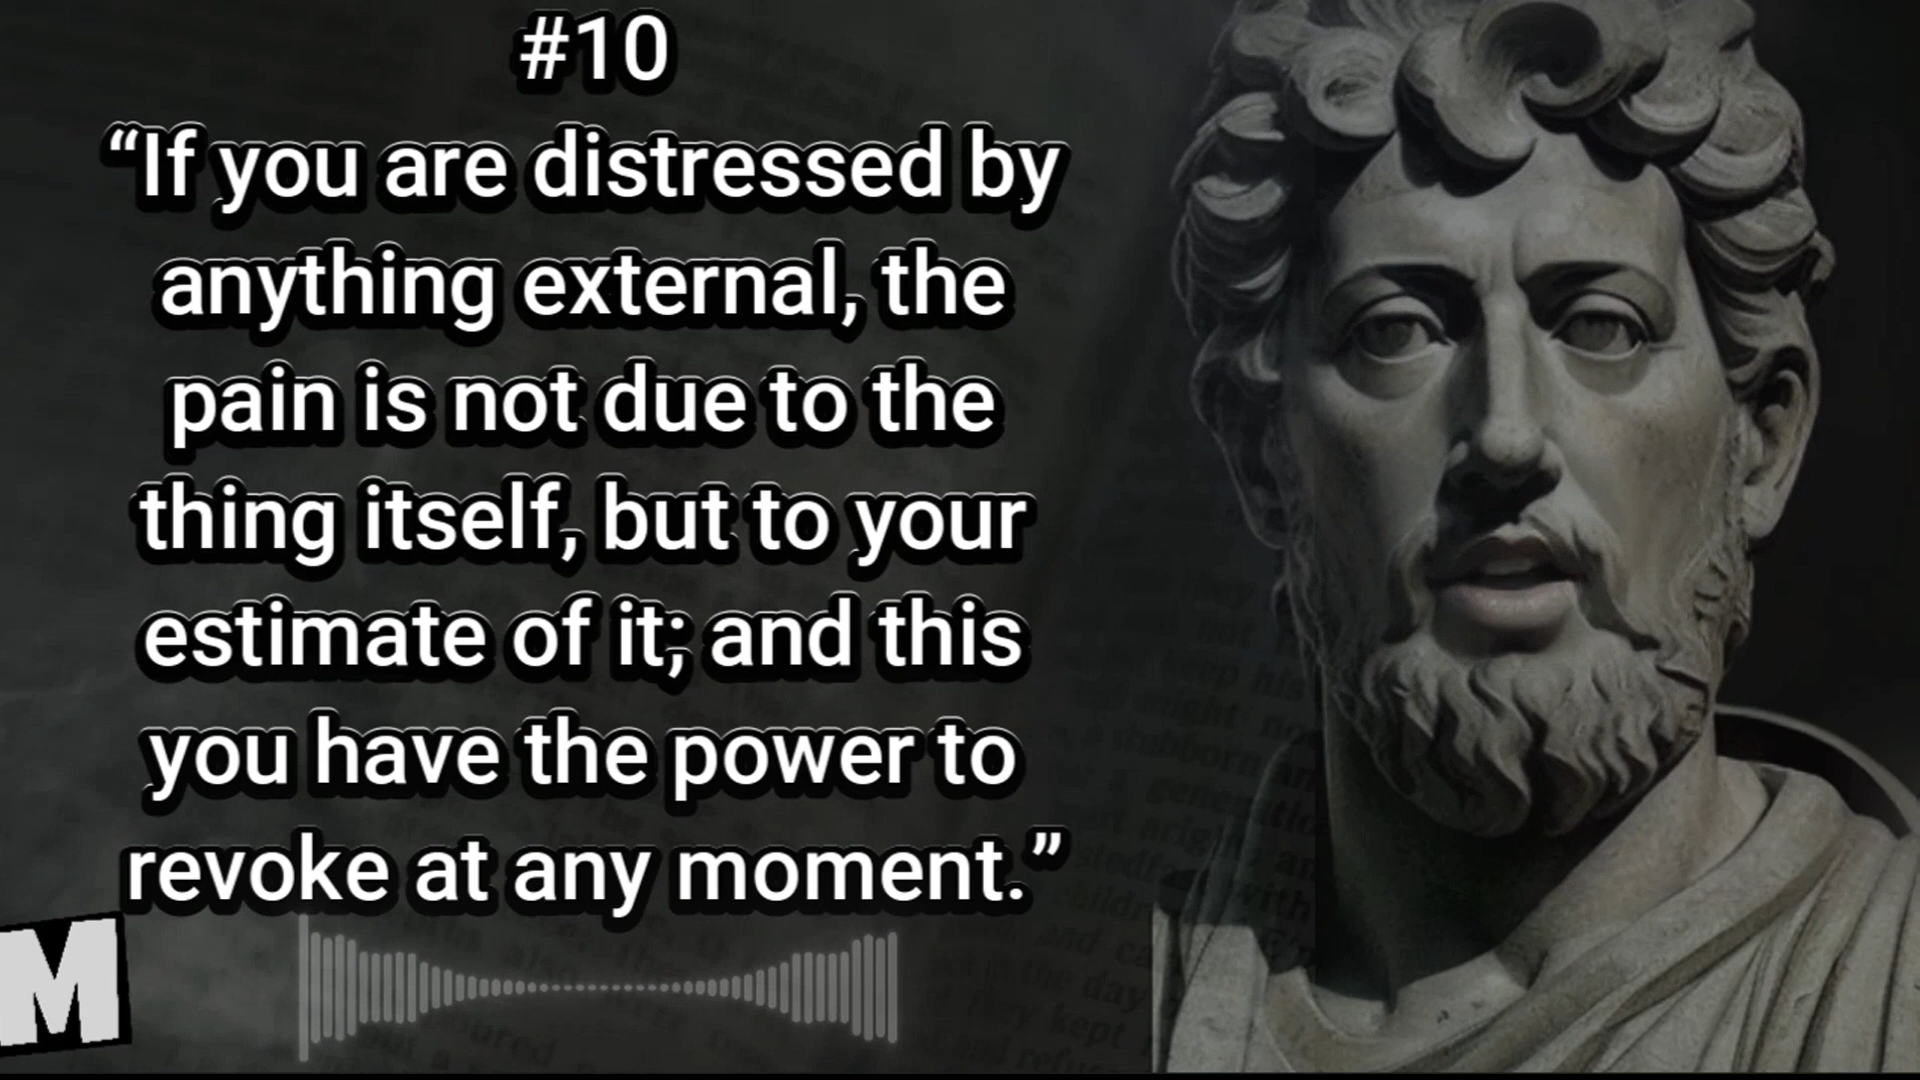 #10
“If you are distressed by
anything external, the
pain is not due to the
thing itself, but to your
estimate of it; and this
you have the power to
revoke at any moment.”
M